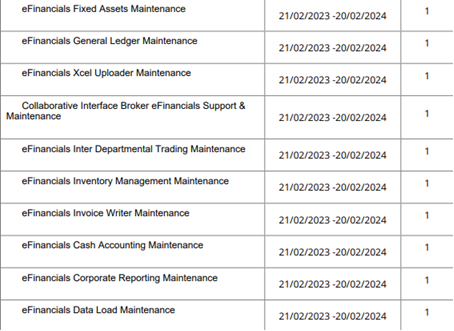 eFinancials Fixed Assets Maintenance 21/02/2023 -20/02/2024 1
eFinancials General Ledger Maintenance 21/02/2023 -20/02/2024 1
eFinancials Xcel Uploader Maintenance 21/02/2023 -20/02/2024 1
Collaborative Interface Broker eFinancials Support &
Maintenance 21/02/2023 -20/02/2024 1
eFinancials Inter Departmental Trading Maintenance 21/02/2023 -20/02/2024 1
eFinancials Inventory Management Maintenance 21/02/2023 -20/02/2024 1
eFinancials Invoice Writer Maintenance 21/02/2023 -20/02/2024 1
eFinancials Cash Accounting Maintenance 21/02/2023 -20/02/2024 1
eFinancials Corporate Reporting Maintenance 21/02/2023 -20/02/2024 1
eFinancials Data Load Maintenance 21/02/2023 -20/02/2024 1